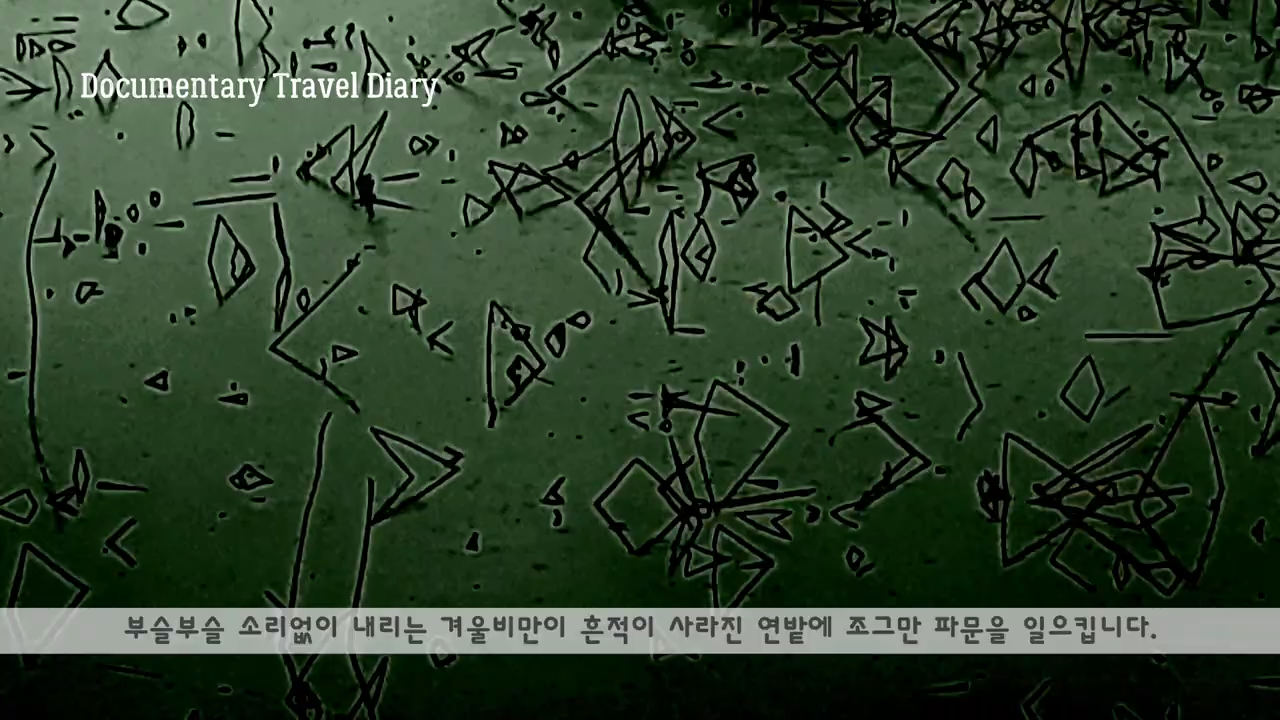 Documentary Travel Diary
부슬부슬 소리없이 내리는 겨울비만이 흔적이 사라진 연밭에 조그만 파문을 일으킵니다.